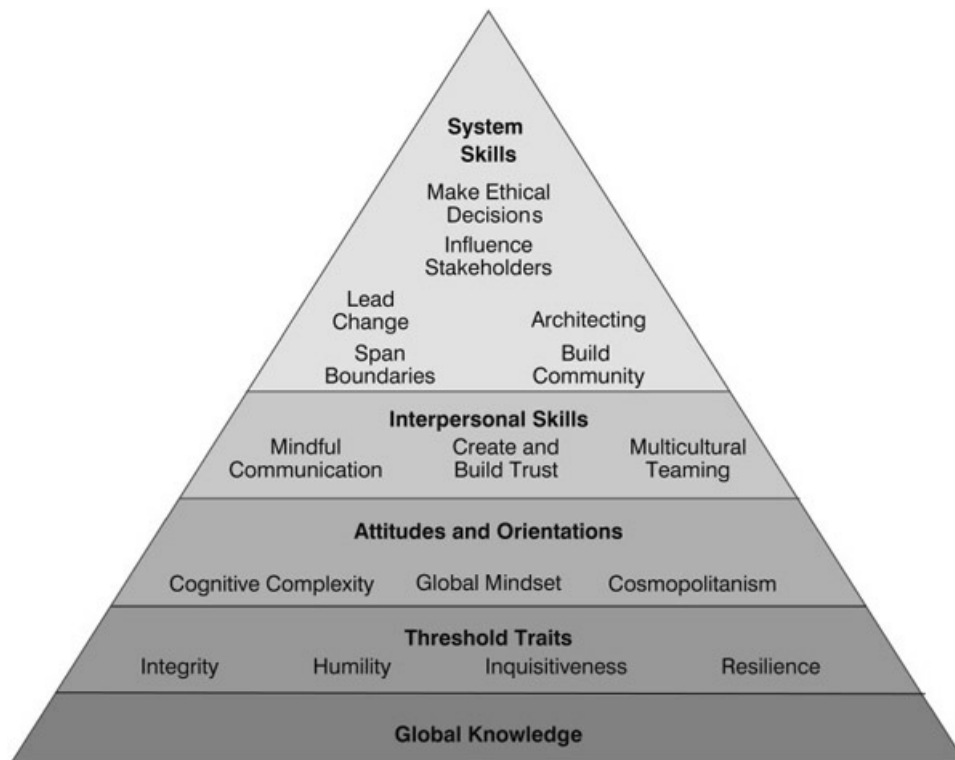 System
Skills
Make Ethical
Decisions
Influence
Stakeholders
Lead
Change
Architecting
Span
Boundaries
Build
Community
Interpersonal Skills
Mindful
Communication
Create and
Build Trust
Multicultural
Teaming
Attitudes and Orientations
Cognitive Complexity
Global Mindset
Cosmopolitanism
Threshold Traits
Integrity
Humility
Inquisitiveness
Resilience
Global Knowledge